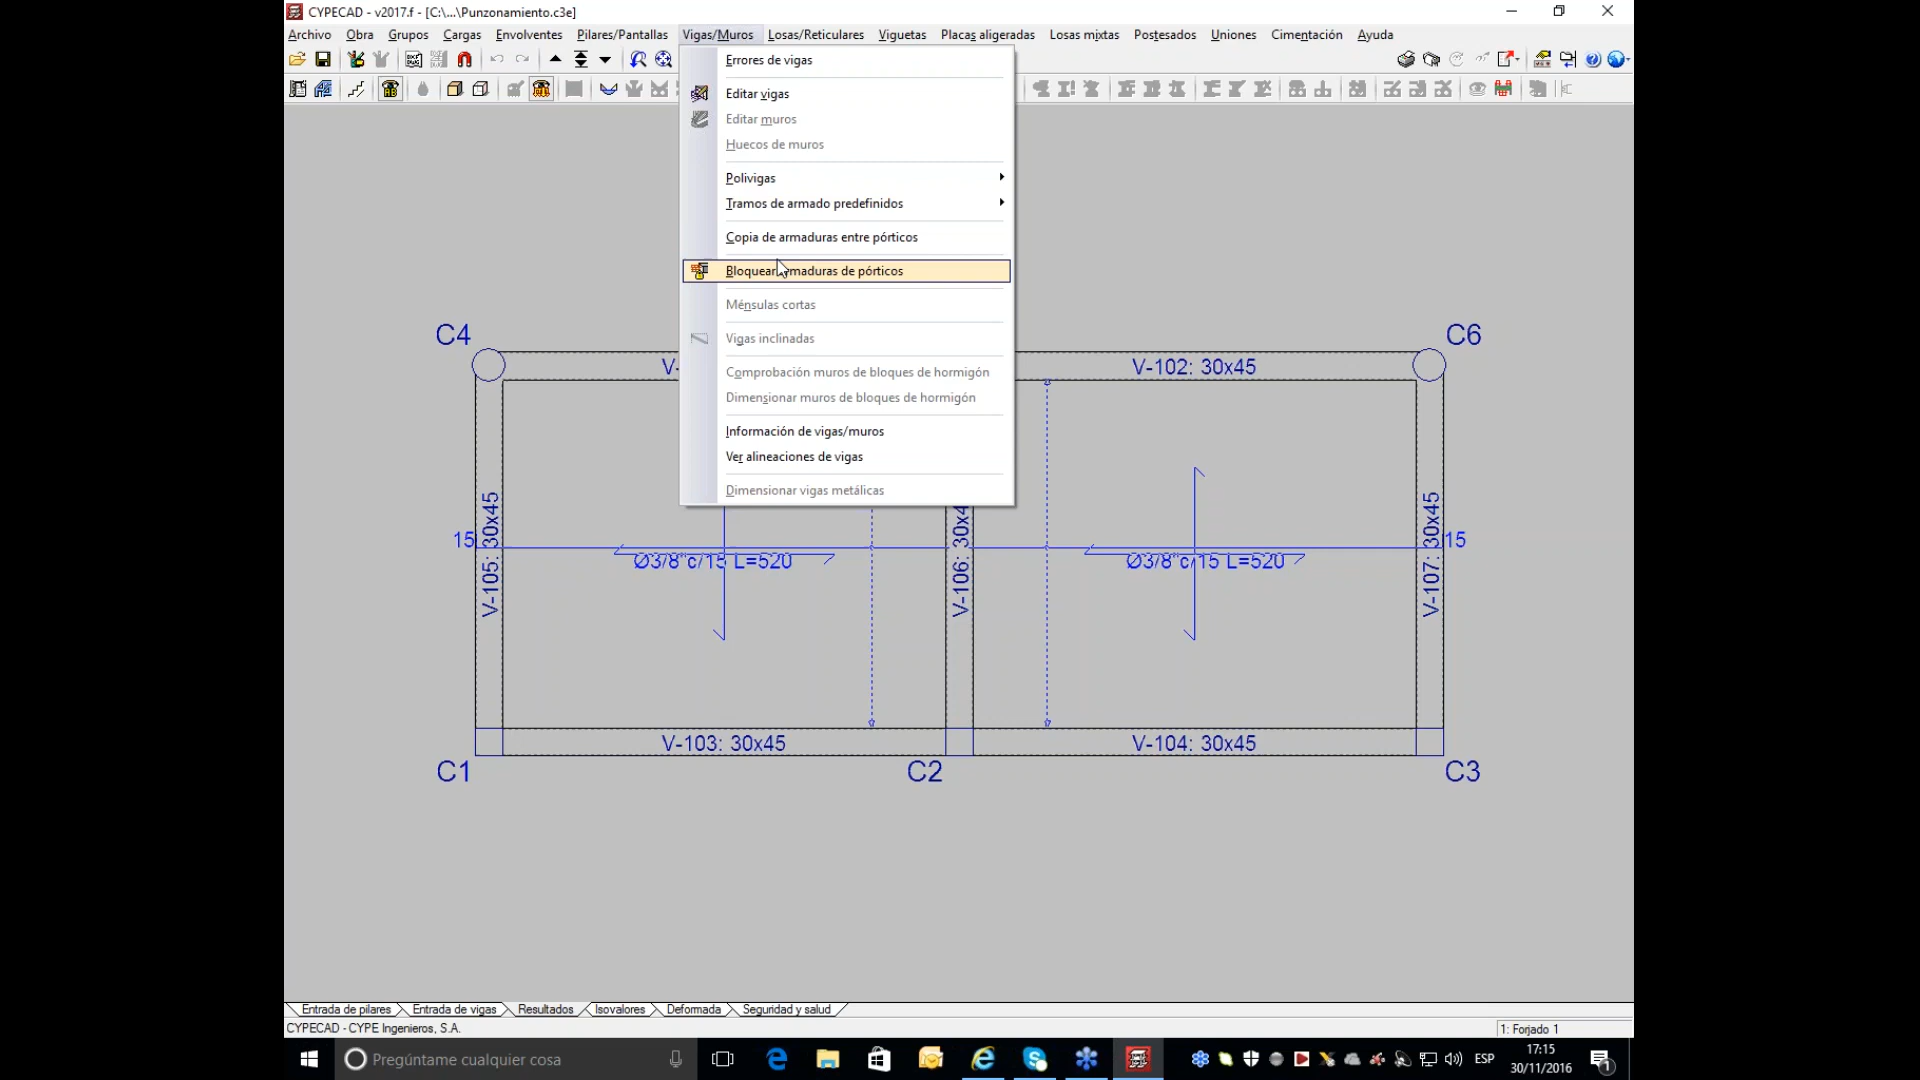 CYPECAD - v2017.f - [C:\...\Punzonamiento.c3e]
Archivo Obra Grupos Cargas Envolventes Pilares/Pantallas Vigas/Muros Losas/Reticulares Viguetas Placas aligeradas Losas mixtas Postesados Uniones Cimentación Ayuda
Errores de vigas
Editar vigas
Editar muros
Huecos de muros
Polivigas
Tramos de armado predefinidos
Copia de armaduras entre pórticos
Bloquear armaduras de pórticos
Ménsulas cortas
Vigas inclinadas
Comprobación muros de bloques de hormigón
Dimensionar muros de bloques de hormigón
Información de vigas/muros
Ver alineaciones de vigas
Dimensionar vigas metálicas
C4
C6
V-
V-102: 30x45
V-105: 30x45
V-106: 30x45
V-107: 30x45
15
15
Ø3/8"c/15 L=520
Ø3/8"c/15 L=520
V-103: 30x45
V-104: 30x45
C1
C2
C3
Entrada de pilares Entrada de vigas Resultados Isovalores Deformada Seguridad y salud
CYPECAD - CYPE Ingenieros, S.A.
1: Forjado 1
Pregúntame cualquier cosa
ESP
17:15
30/11/2016
1